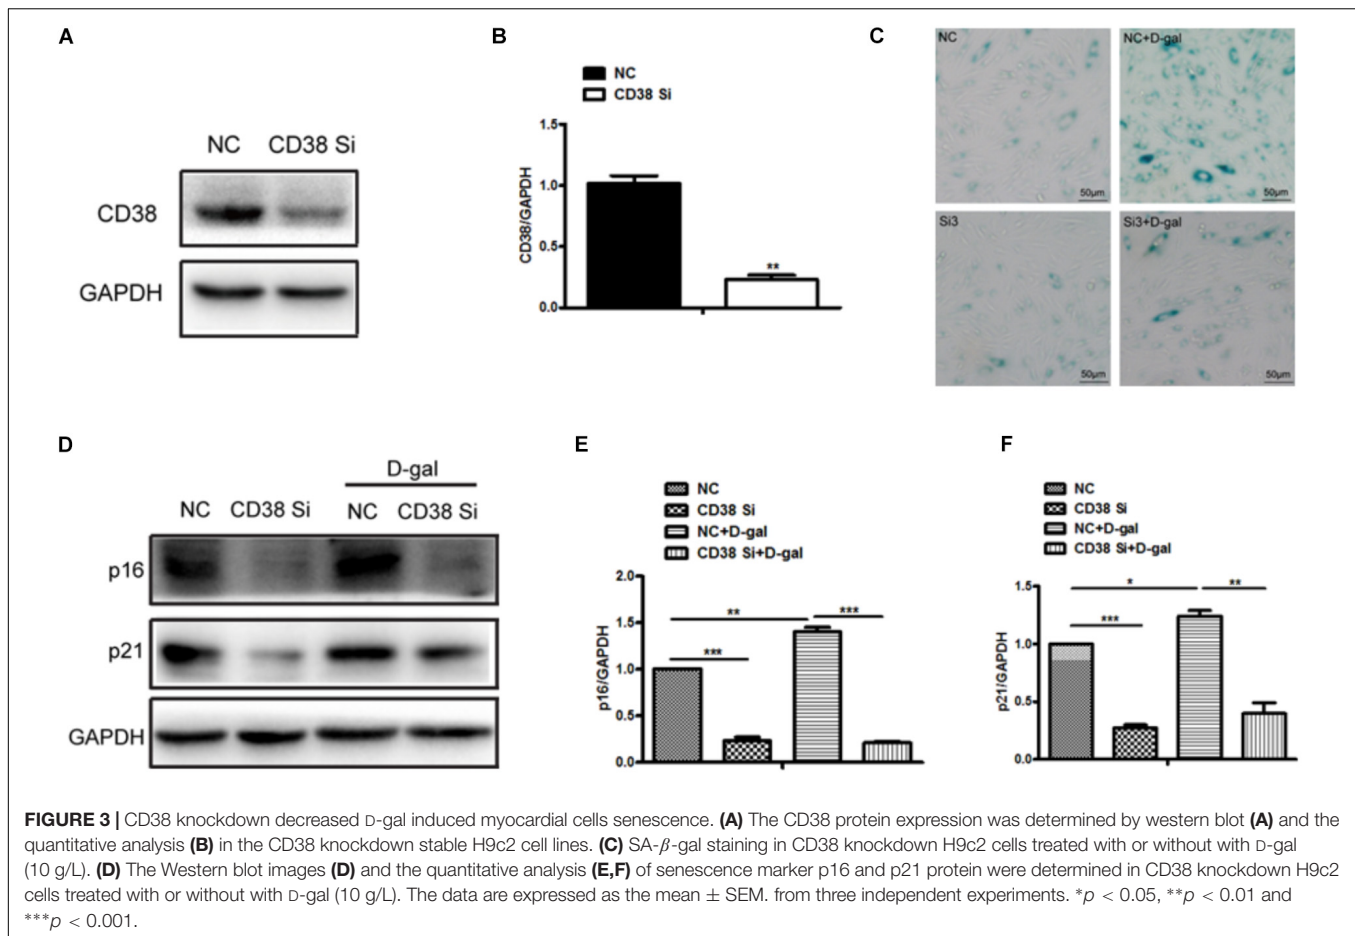 A
NC CD38 Si
CD38
GAPDH
B
NC
CD38 Si
CD38/GAPDH
1.5
1.0
0.5
0.0
**
C
NC
NC+D-gal
50μm
50μm
Si3
Si3+D-gal
50μm
50μm
D
D-gal
NC CD38 Si NC CD38 Si
p16
p21
GAPDH
E
NC
CD38 Si
NC+D-gal
CD38 Si+D-gal
p16/GAPDH
2.0
1.5
1.0
0.5
0.0
**
***
***
F
NC
CD38 Si
NC+D-gal
CD38 Si+D-gal
p21/GAPDH
1.5
1.0
0.5
0.0
*
**
***
FIGURE 3 | CD38 knockdown decreased D-gal induced myocardial cells senescence. (A) The CD38 protein expression was determined by western blot (A) and the
quantitative analysis (B) in the CD38 knockdown stable H9c2 cell lines. (C) SA-β-gal staining in CD38 knockdown H9c2 cells treated with or without with D-gal
(10 g/L). (D) The Western blot images (D) and the quantitative analysis (E,F) of senescence marker p16 and p21 protein were determined in CD38 knockdown H9c2
cells treated with or without with D-gal (10 g/L). The data are expressed as the mean ± SEM. from three independent experiments. *p < 0.05, **p < 0.01 and
***p < 0.001.